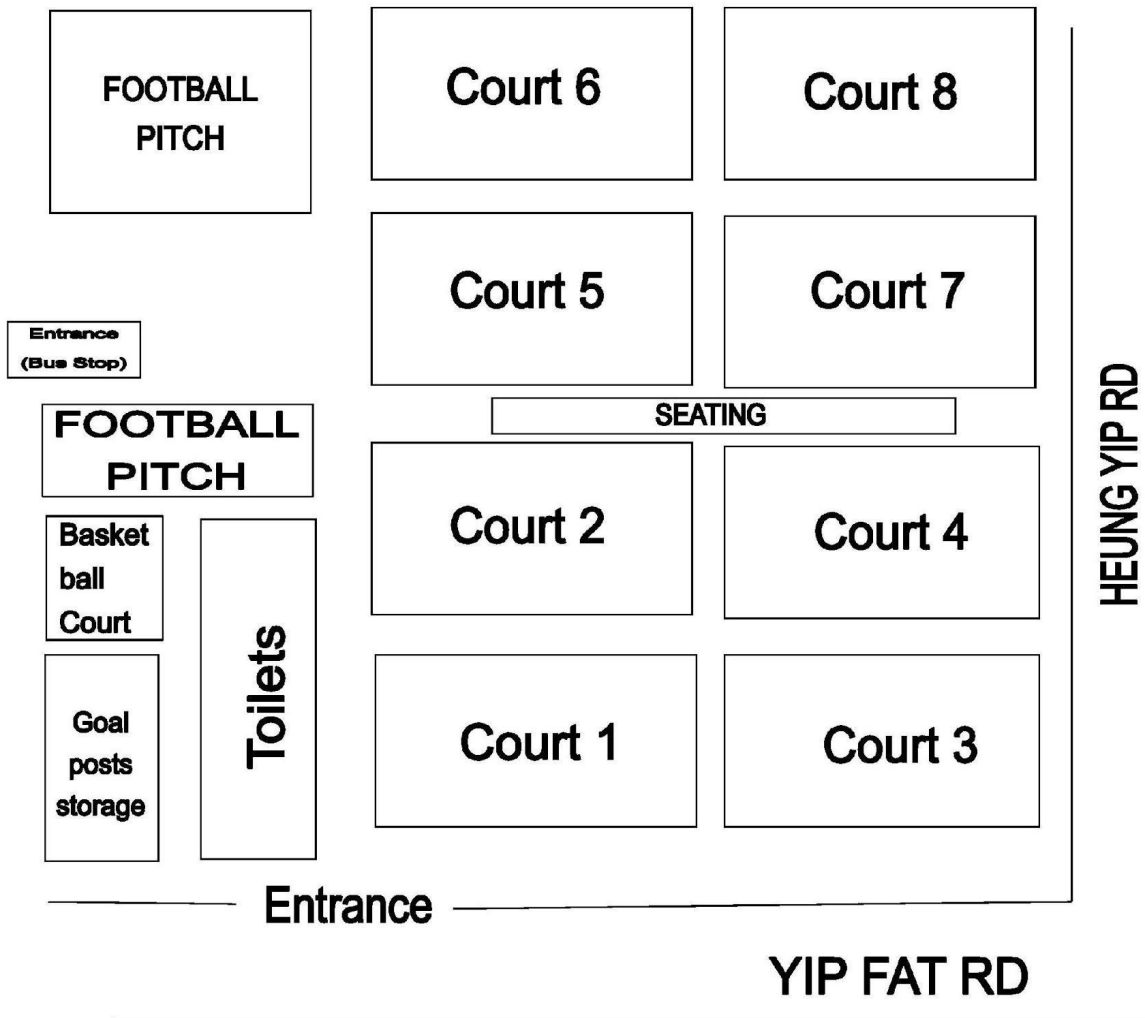 FOOTBALL
PITCH
Court 6
Court 8
Court 5
Court 7
Entrance
(Bus Stop)
SEATING
FOOTBALL
PITCH
Court 2
Court 4
Basket
ball
Court
Toilets
Goal
posts
storage
Court 1
Court 3
HEUNG YIP RD
Entrance
YIP FAT RD